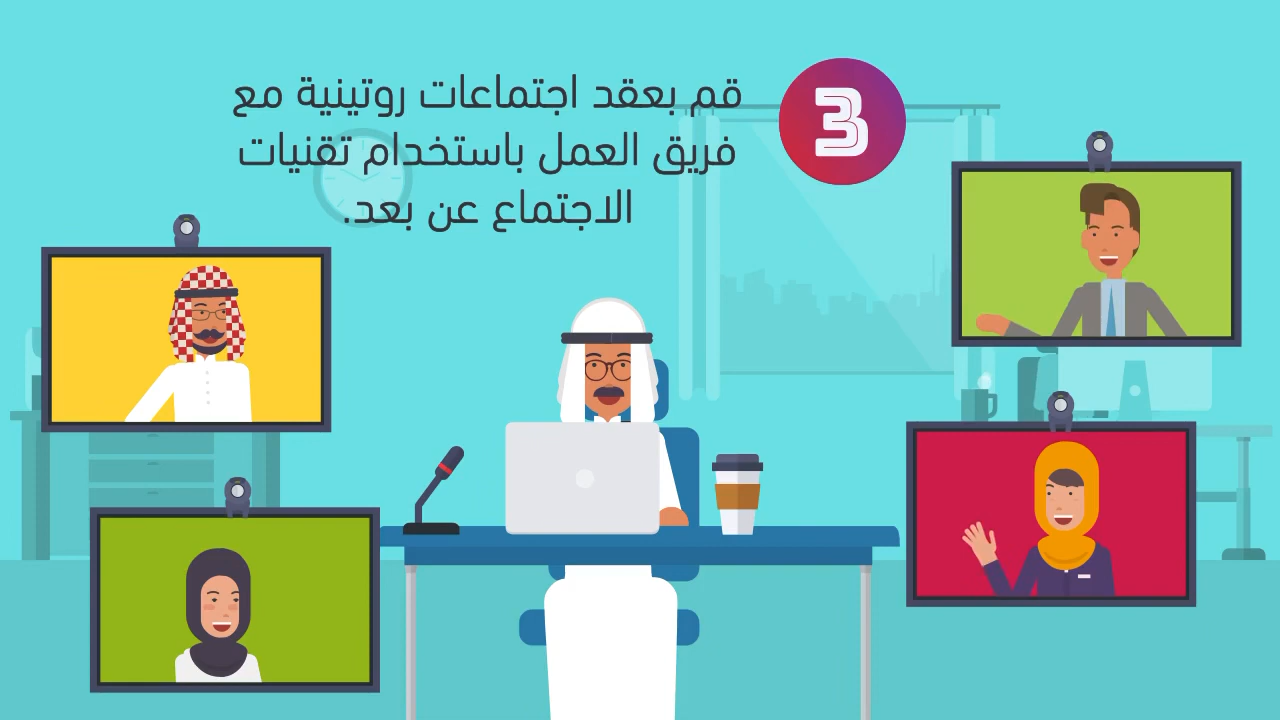 3
قم بعقد اجتماعات روتينية مع
فريق العمل باستخدام تقنيات
الاجتماع عن بعد.